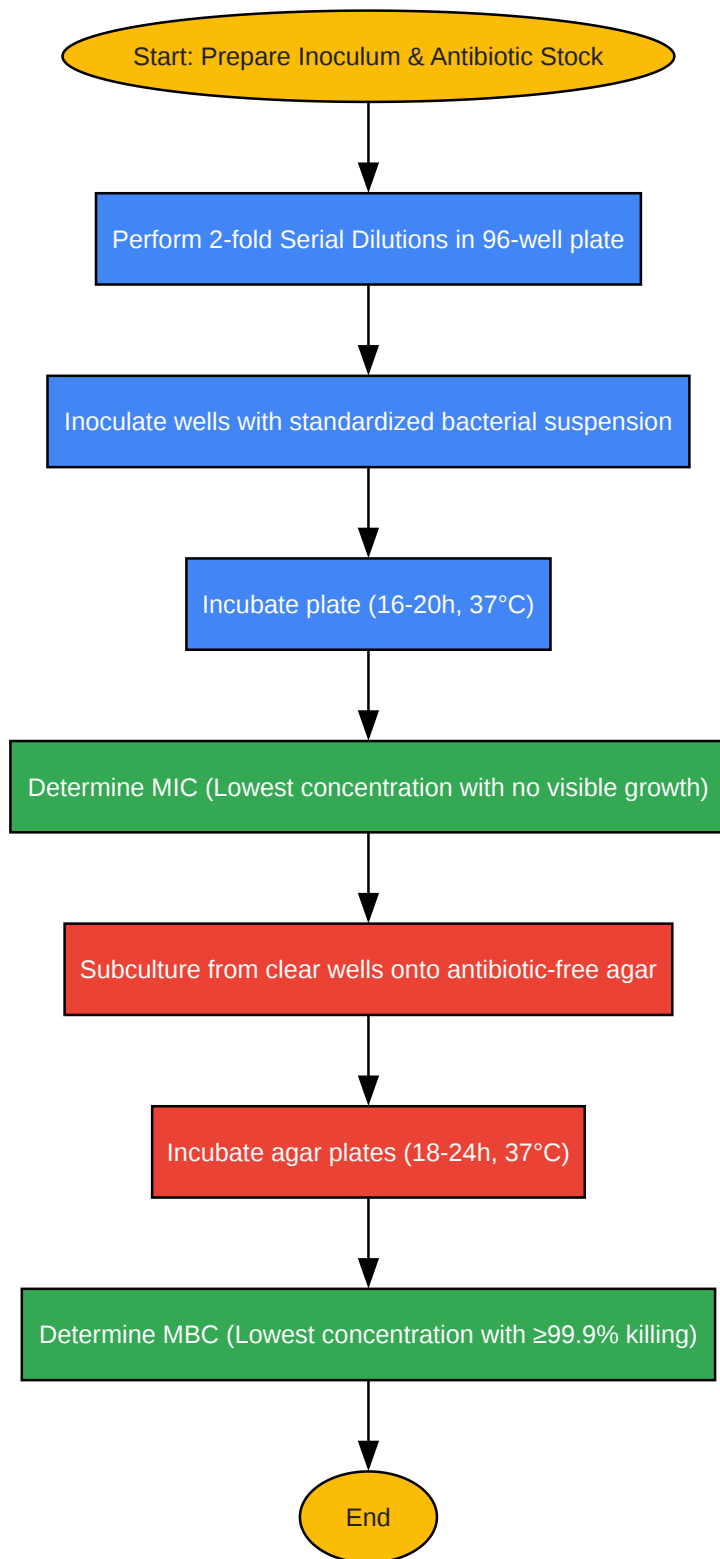 Start: Prepare Inoculum & Antibiotic Stock
Perform 2-fold Serial Dilutions in 96-well plate
Inoculate wells with standardized bacterial suspension
Incubate plate (16-20h, 37°C)
Determine MIC (Lowest concentration with no visible growth)
Subculture from clear wells onto antibiotic-free agar
Incubate agar plates (18-24h, 37°C)
Determine MBC (Lowest concentration with ≥99.9% killing)
End